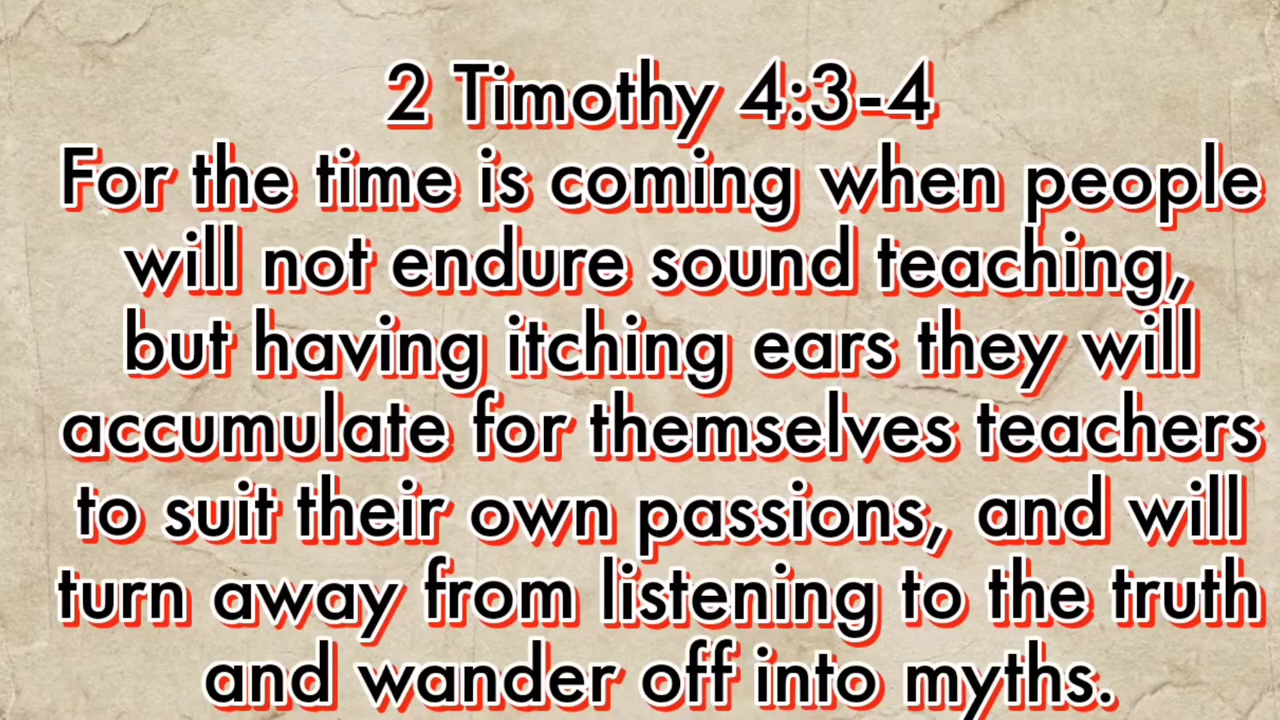 2 Timothy 4:3-4
For the time is coming when people
will not endure sound teaching,
but having itching ears they will
accumulate for themselves teachers
to suit their own passions, and will
turn away from listening to the truth
and wander off into myths.